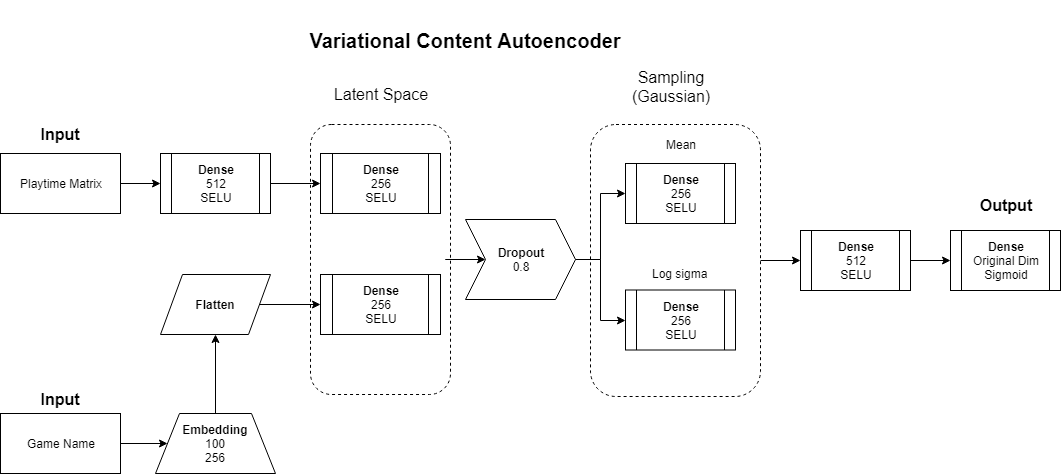 Variational Content Autoencoder
Latent Space
Sampling
(Gaussian)
Input
Playtime Matrix
Dense
512
SELU
Dense
256
SELU
Mean
Dense
256
SELU
Dropout
0.8
Output
Dense
512
SELU
Dense
Original Dim
Sigmoid
Flatten
Dense
256
SELU
Log sigma
Dense
256
SELU
Input
Game Name
Embedding
100
256